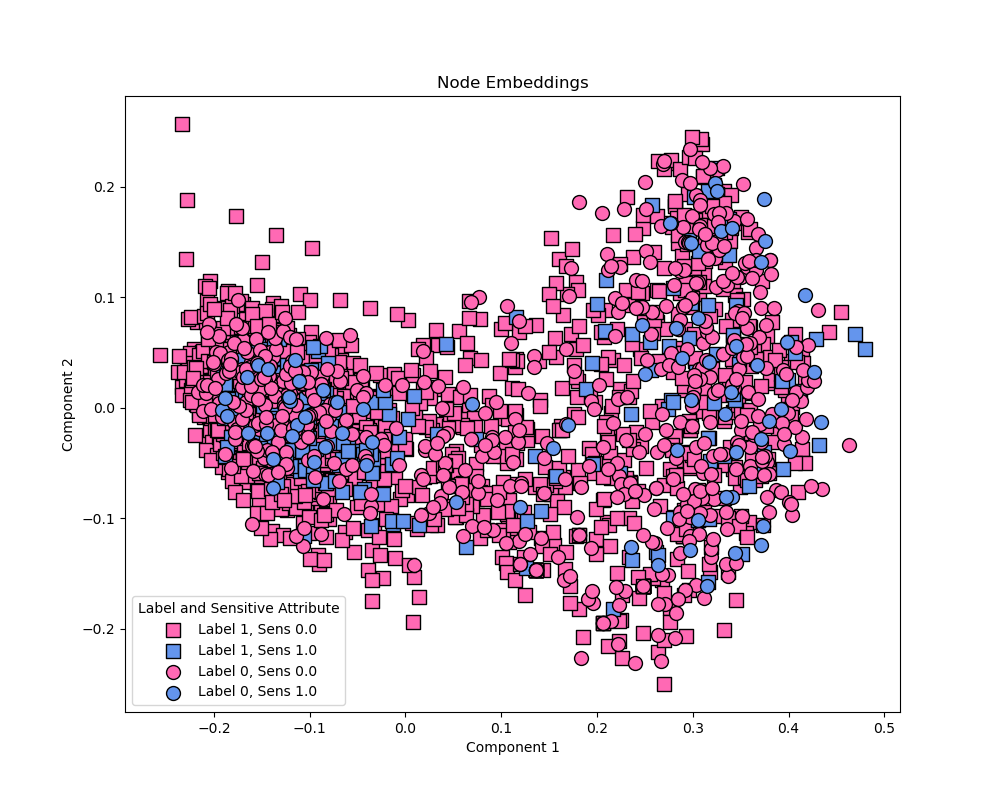 Node Embeddings
0.2
0.1
0.0
−0.1
−0.2
Component 2
Label and Sensitive Attribute
Label 1, Sens 0.0
Label 1, Sens 1.0
Label 0, Sens 0.0
Label 0, Sens 1.0
−0.2
−0.1
0.0
0.1
0.2
0.3
0.4
0.5
Component 1